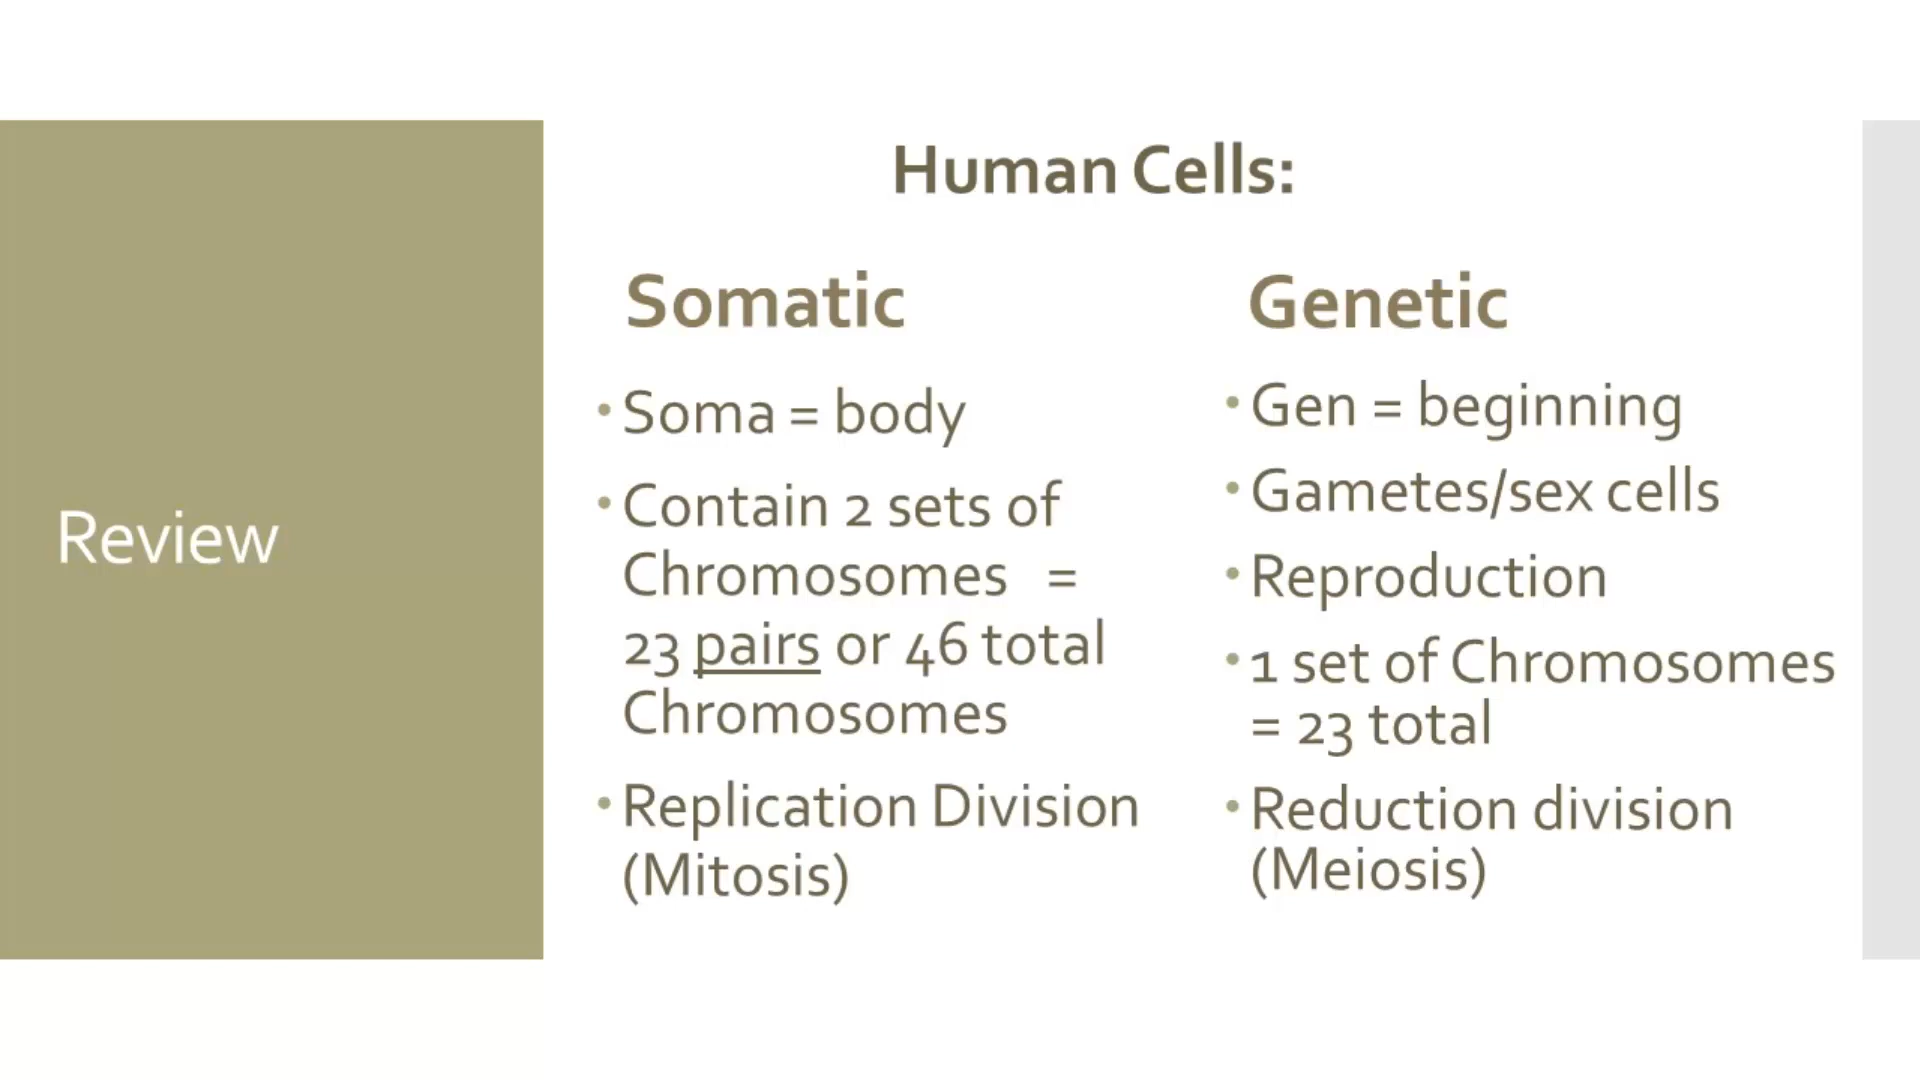 Review
Human Cells:
Somatic
• Soma = body
• Contain 2 sets of
Chromosomes =
23 pairs or 46 total
Chromosomes
• Replication Division
(Mitosis)
Genetic
• Gen = beginning
• Gametes/sex cells
• Reproduction
• 1 set of Chromosomes
= 23 total
• Reduction division
(Meiosis)